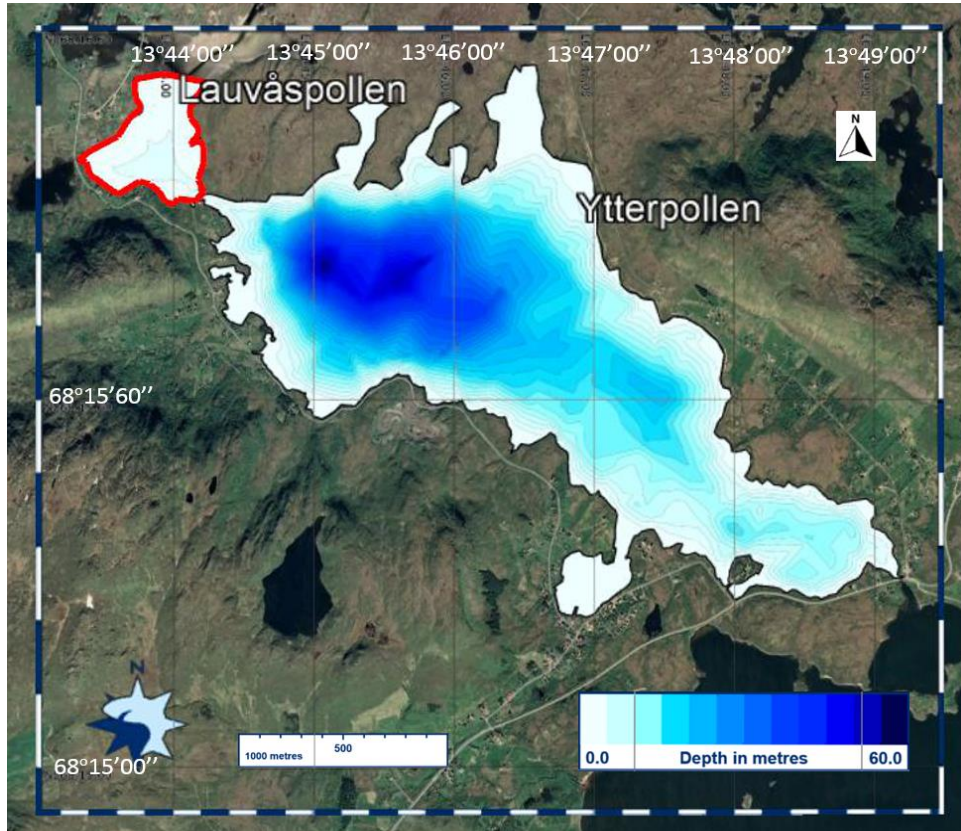 13°44’00’’ 13°45’00’’ 13°46’00’’ 13°47’00’’ 13°48’00’’ 13°49’00’’
Lauvåspollen
N
Ytterpollen
68°15’60’’
N
1000 metres 500
0.0 Depth in metres 60.0
68°15’00’’